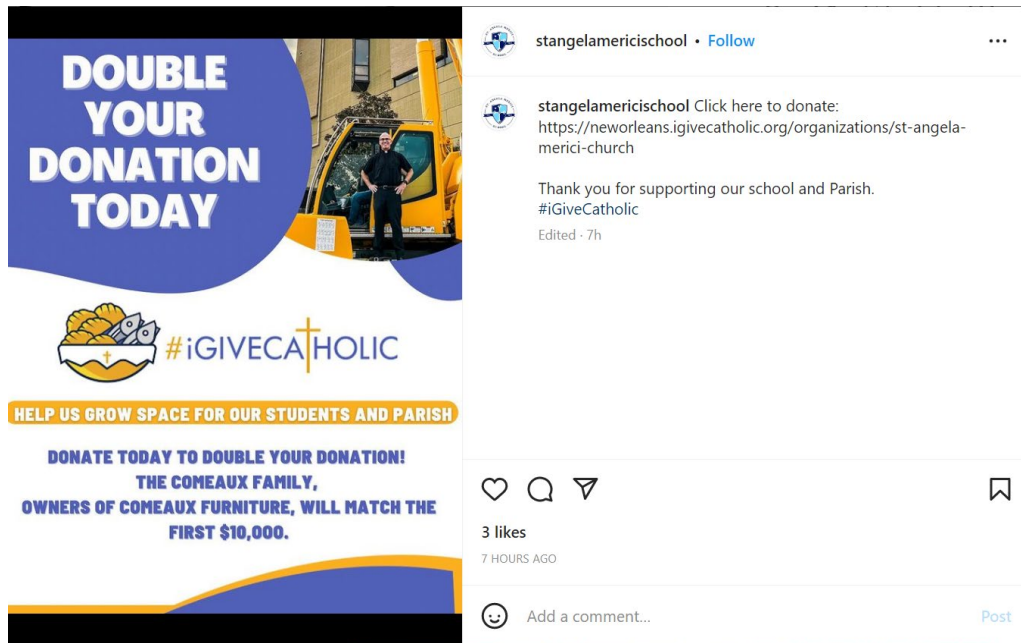 DOUBLE
YOUR
DONATION
TODAY
#iGIVECATHOLIC
HELP US GROW SPACE FOR OUR STUDENTS AND PARISH
DONATE TODAY TO DOUBLE YOUR DONATION!
THE COMEAUX FAMILY,
OWNERS OF COMEAUX FURNITURE, WILL MATCH THE
FIRST $10,000.
stangelamericischool • Follow
stangelamericischool Click here to donate:
https://neworleans.igivecatholic.org/organizations/st-angela-
merici-church
Thank you for supporting our school and Parish.
#iGiveCatholic
Edited · 7h
3 likes
7 HOURS AGO
Add a comment...
Post